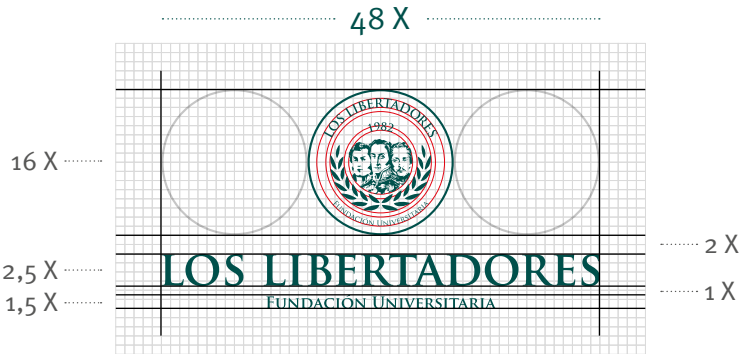 48 X
LOS LIBERTADORES
1982
16 X
FUNDACIÓN UNIVERSITARIA
2 X
2,5 X
LOS LIBERTADORES
1 X
1,5 X
FUNDACIÓN UNIVERSITARIA